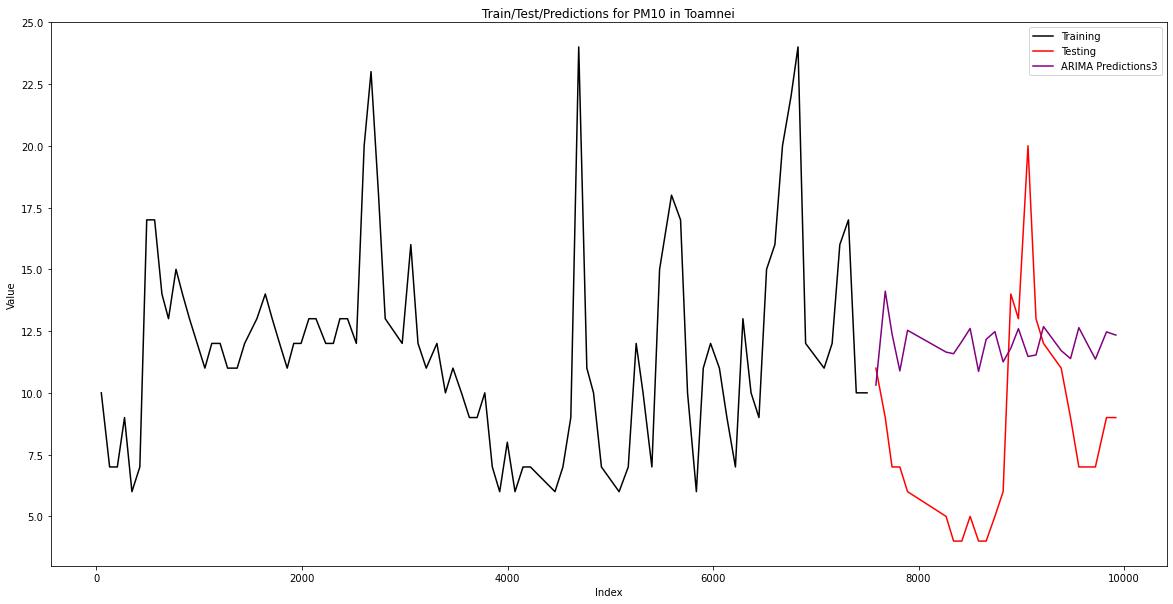 Train/Test/Predictions for PM10 in Toamnei
Training
Testing
ARIMA Predictions3
Value
25.0
22.5
20.0
17.5
15.0
12.5
10.0
7.5
5.0
0 2000 4000 6000 8000 10000
Index